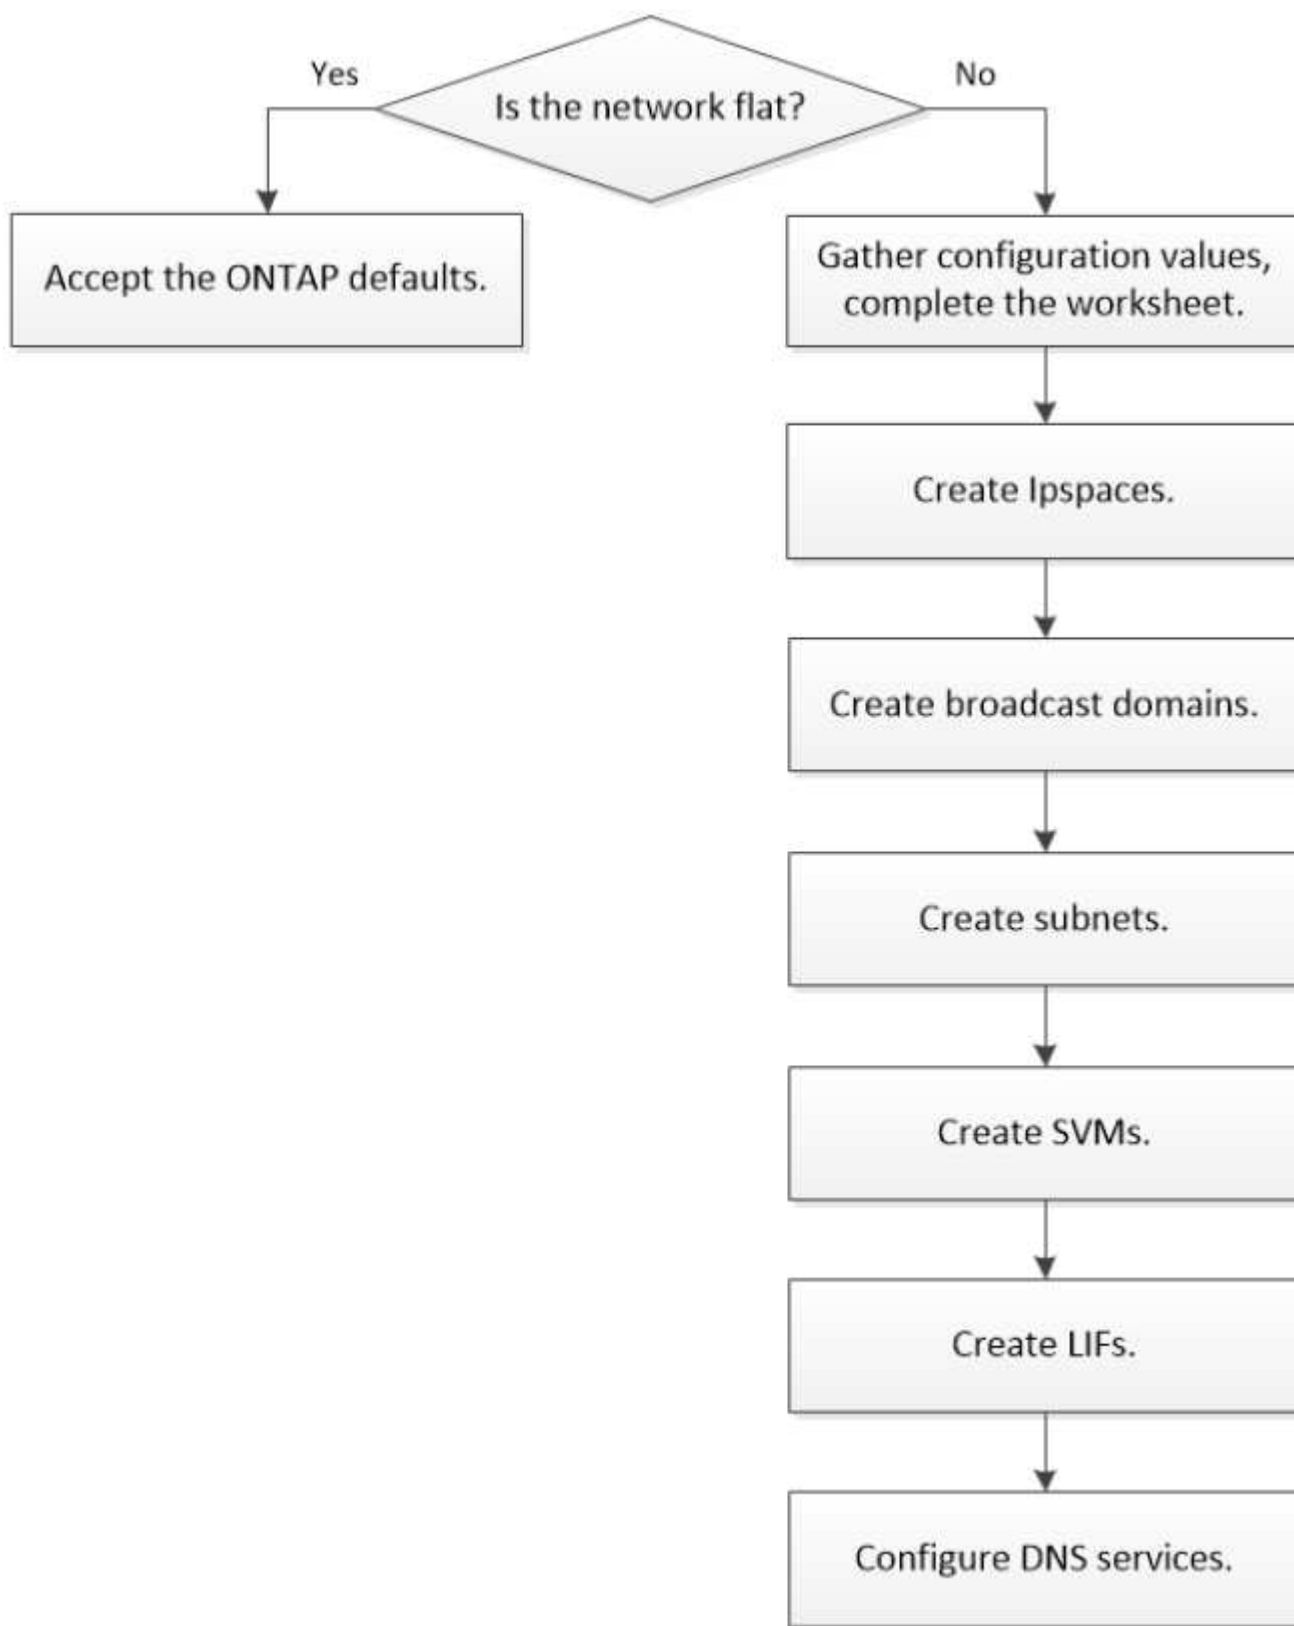 Is the network flat?
Yes
No
Accept the ONTAP defaults.
Gather configuration values,
complete the worksheet.
Create Ipspaces.
Create broadcast domains.
Create subnets.
Create SVMs.
Create LIFs.
Configure DNS services.